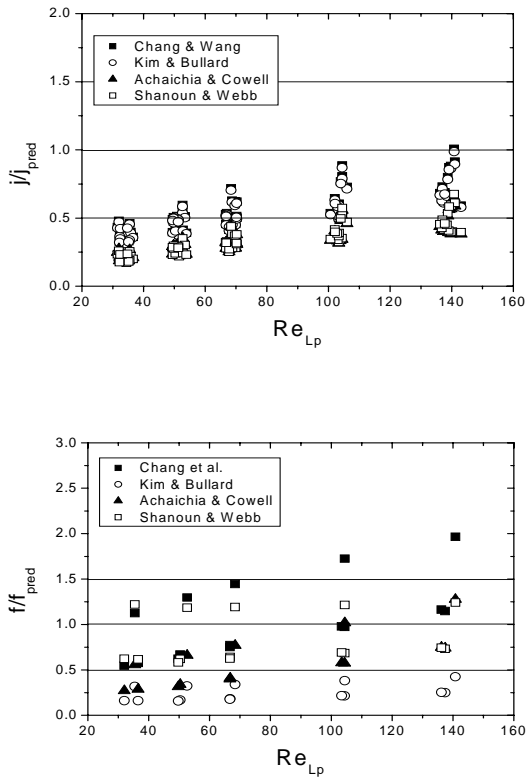 2.0
Chang & Wang
Kim & Bullard
Achaichia & Cowell
Shanoun & Webb
1.5
1.0
0.5
0.0
j/j_pred
20 40 60 80 100 120 140 160
Re_Lp
3.0
Chang et al.
Kim & Bullard
Achaichia & Cowell
Shanoun & Webb
2.5
2.0
1.5
1.0
0.5
0.0
f/f_pred
20 40 60 80 100 120 140 160
Re_Lp